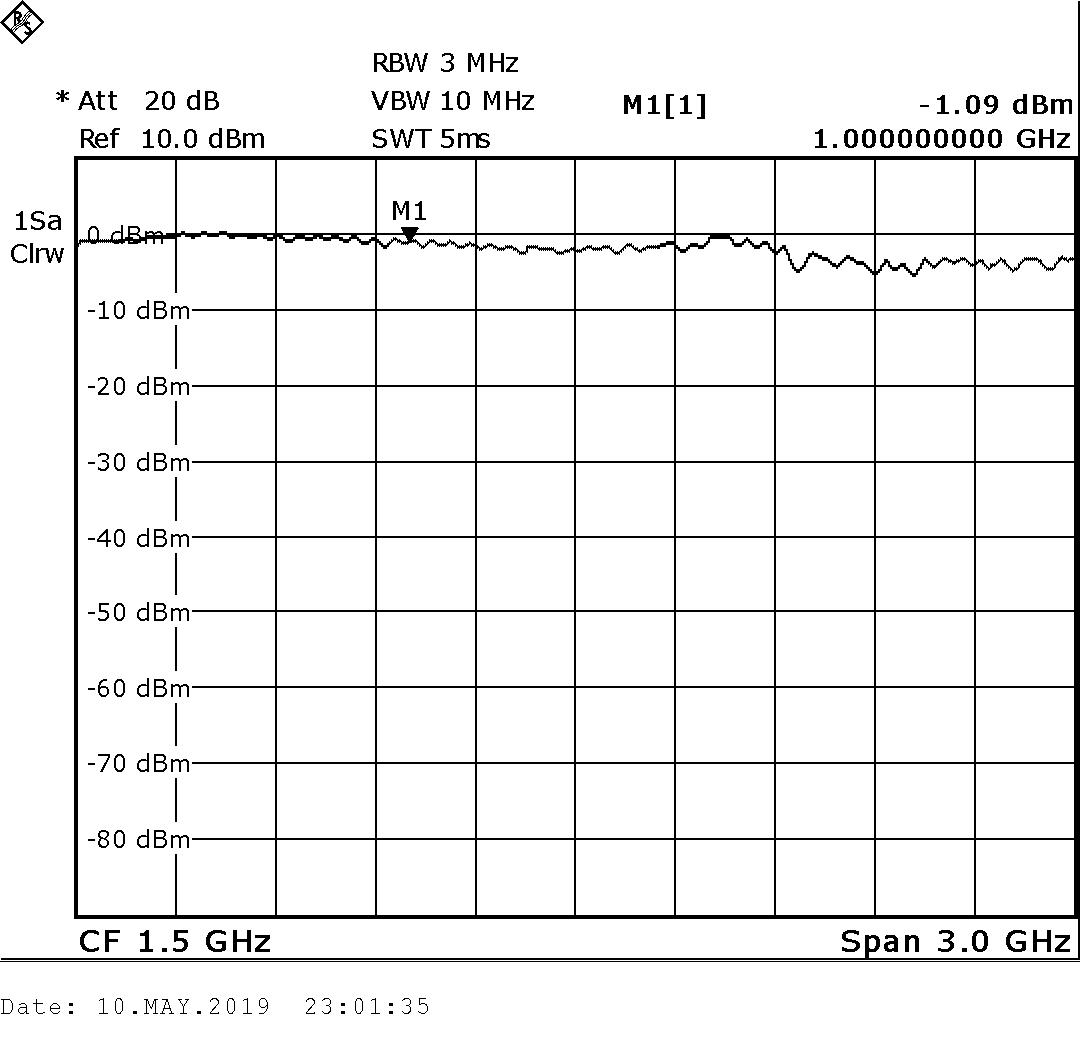 RS
RBW 3 MHz
* Att 20 dB VBW 10 MHz M1[1] -1.09 dBm
Ref 10.0 dBm SWT 5ms 1.000000000 GHz
1Sa
Clrw
M1
0 dBm
-10 dBm
-20 dBm
-30 dBm
-40 dBm
-50 dBm
-60 dBm
-70 dBm
-80 dBm
CF 1.5 GHz Span 3.0 GHz
Date: 10.MAY.2019 23:01:35